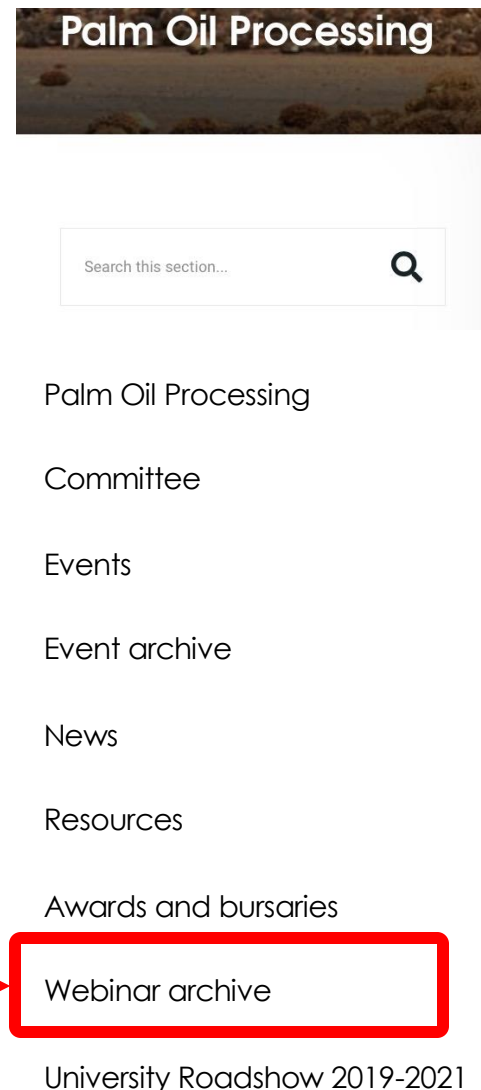 Palm Oil Processing
Search this section...
Palm Oil Processing
Committee
Events
Event archive
News
Resources
Awards and bursaries
Webinar archive
University Roadshow 2019-2021